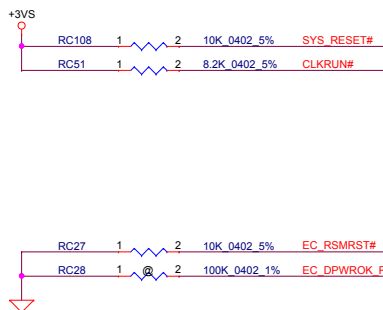 +3VS
RC108 1 2 10K_0402_5% SYS_RESET#
RC51 1 2 8.2K_0402_5% CLKRUN#
RC27 1 2 10K_0402_5% EC_RSMRST#
RC28 1 @ 2 100K_0402_1% EC_DPWROK_R